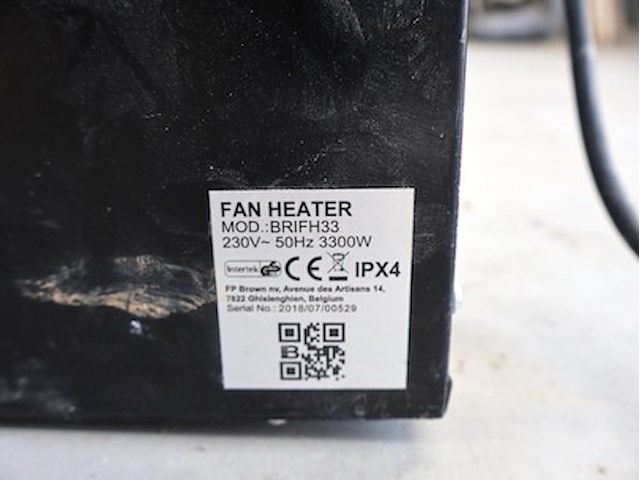 FAN HEATER
MOD.:BRIFH33
230V~ 50Hz 3300W
Intertek GS CE IPX4
FP Brown nv, Avenue des Artisans 14,
7822 Ghislenghien, Belgium
Serial No.: 2018/07/00529
B